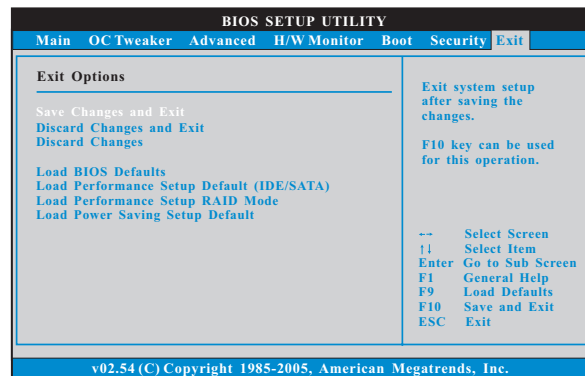 BIOS SETUP UTILITY
Main OC Tweaker Advanced H/W Monitor Boot Security Exit
Exit Options
Save Changes and Exit
Discard Changes and Exit
Discard Changes
Load BIOS Defaults
Load Performance Setup Default (IDE/SATA)
Load Performance Setup RAID Mode
Load Power Saving Setup Default
Exit system setup
after saving the
changes.
F10 key can be used
for this operation.
←→ Select Screen
↑↓ Select Item
Enter Go to Sub Screen
F1 General Help
F9 Load Defaults
F10 Save and Exit
ESC Exit
v02.54 (C) Copyright 1985-2005, American Megatrends, Inc.